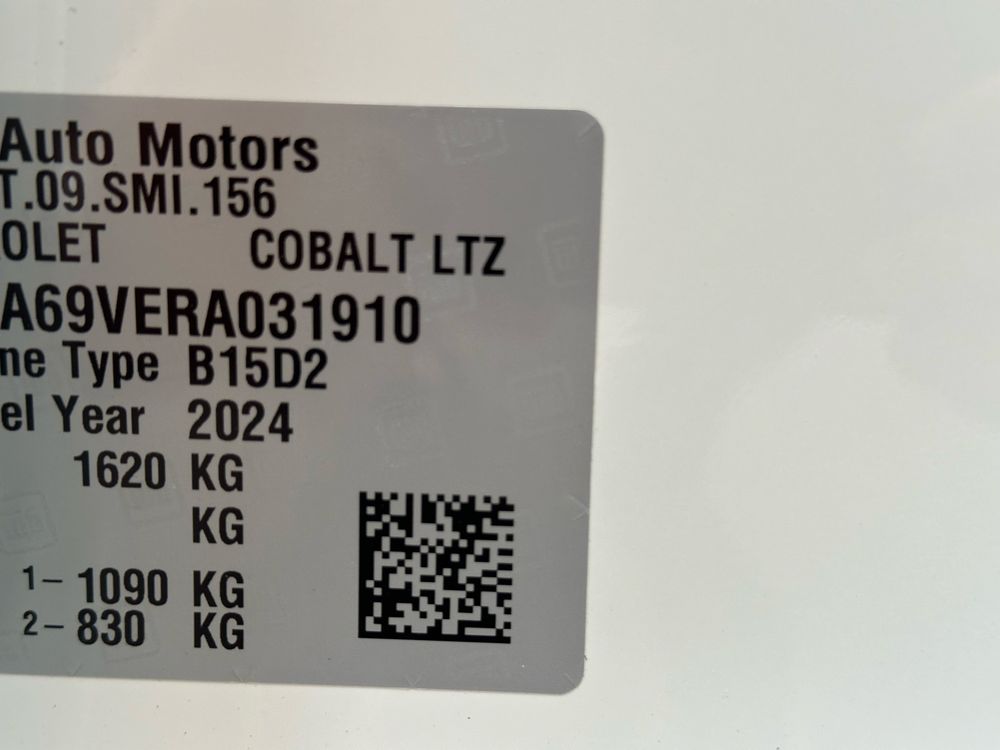 Auto Motors
T.09.SMI.156
OLET COBALT LTZ
A69VERA031910
ne Type B15D2
el Year 2024
1620 KG
KG
1- 1090 KG
2- 830 KG